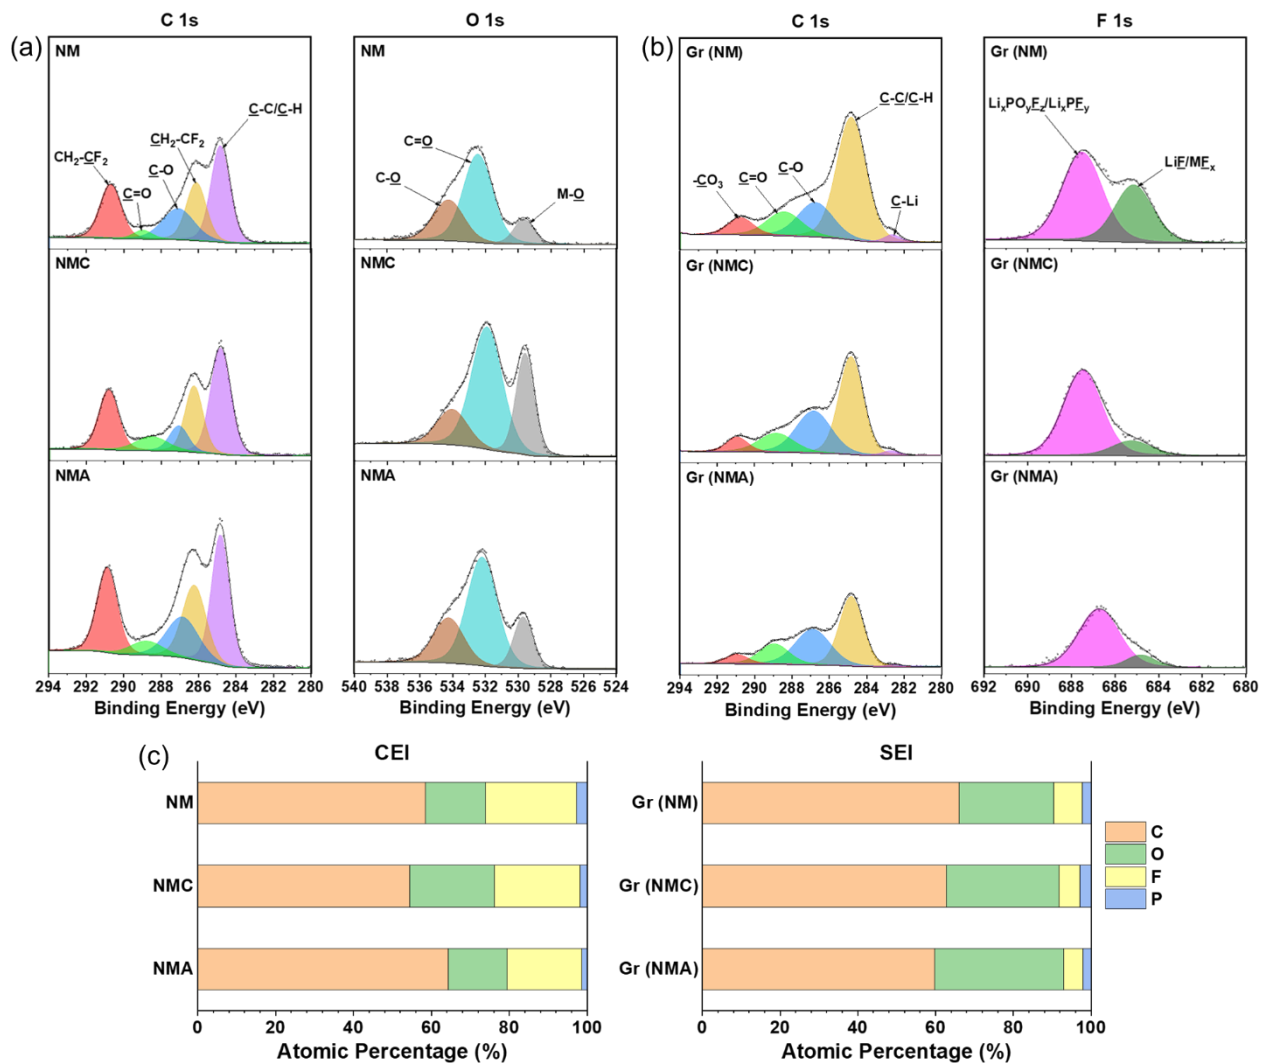 C 1s
O 1s
C 1s
F 1s
(a)
NM
CH2-CF2
C=O
C-O
CH2-CF2
C-C/C-H
NM
C=O
C-O
M-O
(b)
Gr (NM)
-CO3
C=O
C-O
C-C/C-H
C-Li
Gr (NM)
LixPOyFz/LixPFy
LiF/MFx
NMC
NMC
Gr (NMC)
Gr (NMC)
NMA
NMA
Gr (NMA)
Gr (NMA)
294 292 290 288 286 284 282 280
540 538 536 534 532 530 528 526 524
294 292 290 288 286 284 282 280
692 690 688 686 684 682 680
Binding Energy (eV)
Binding Energy (eV)
Binding Energy (eV)
Binding Energy (eV)
(c)
CEI
SEI
NM
NMC
NMA
0 20 40 60 80 100
Atomic Percentage (%)
Gr (NM)
Gr (NMC)
Gr (NMA)
0 20 40 60 80 100
Atomic Percentage (%)
C
O
F
P